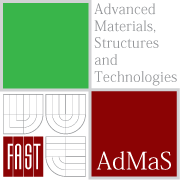 Advanced
Materials,
Structures
and
Technologies
FAST
AdMaS